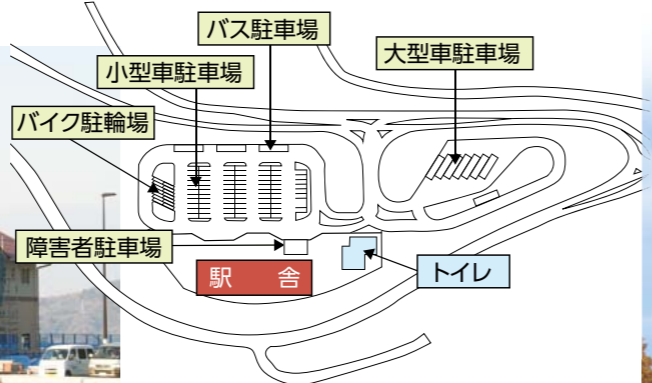 バス駐車場
大型車駐車場
小型車駐車場
バイク駐輪場
障害者駐車場
駅 舎
トイレ